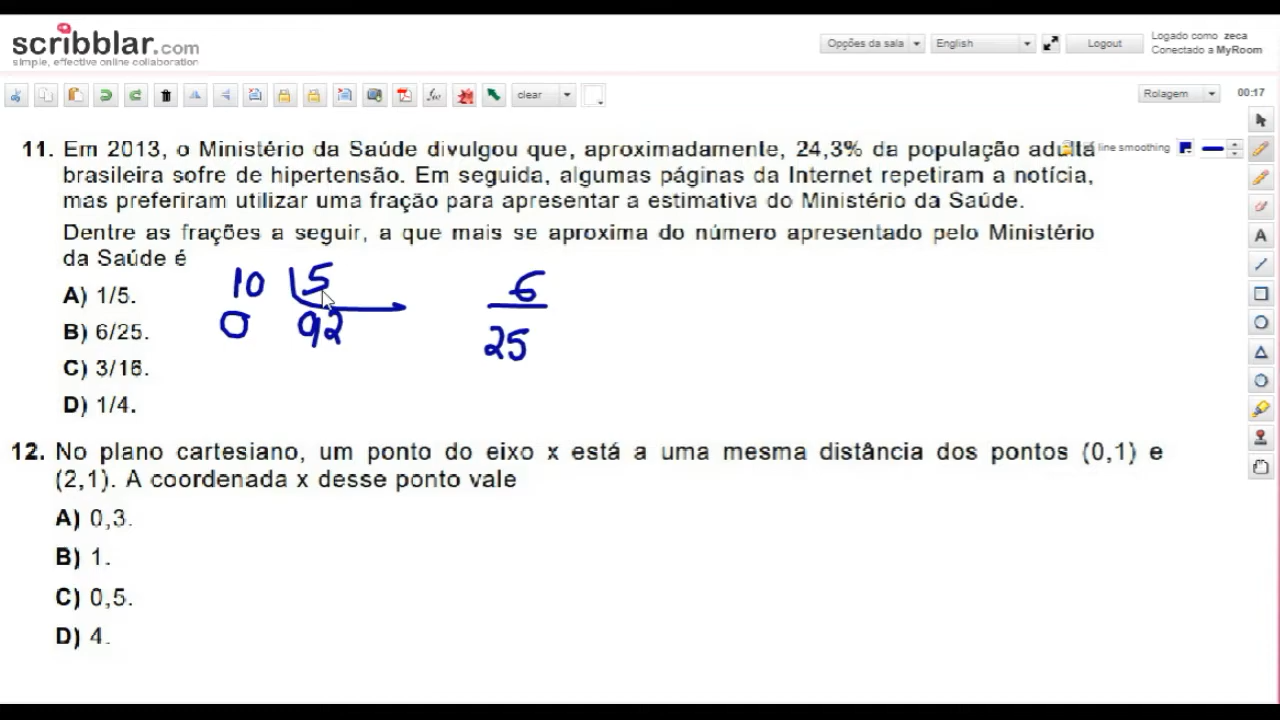 scribblar.com
simple, effective online collaboration
Opções da sala
English
Logout
Logado como zeca
Conectado a MyRoom
clear
Rolagem
00:17
line smoothing
11. Em 2013, o Ministério da Saúde divulgou que, aproximadamente, 24,3% da população adulta
brasileira sofre de hipertensão. Em seguida, algumas páginas da Internet repetiram a notícia,
mas preferiram utilizar uma fração para apresentar a estimativa do Ministério da Saúde.
Dentre as frações a seguir, a que mais se aproxima do número apresentado pelo Ministério
da Saúde é
A) 1/5.
B) 6/25.
C) 3/16.
D) 1/4.
10 5
0 0,2
6
25
12. No plano cartesiano, um ponto do eixo x está a uma mesma distância dos pontos (0,1) e
(2,1). A coordenada x desse ponto vale
A) 0,3.
B) 1.
C) 0,5.
D) 4.